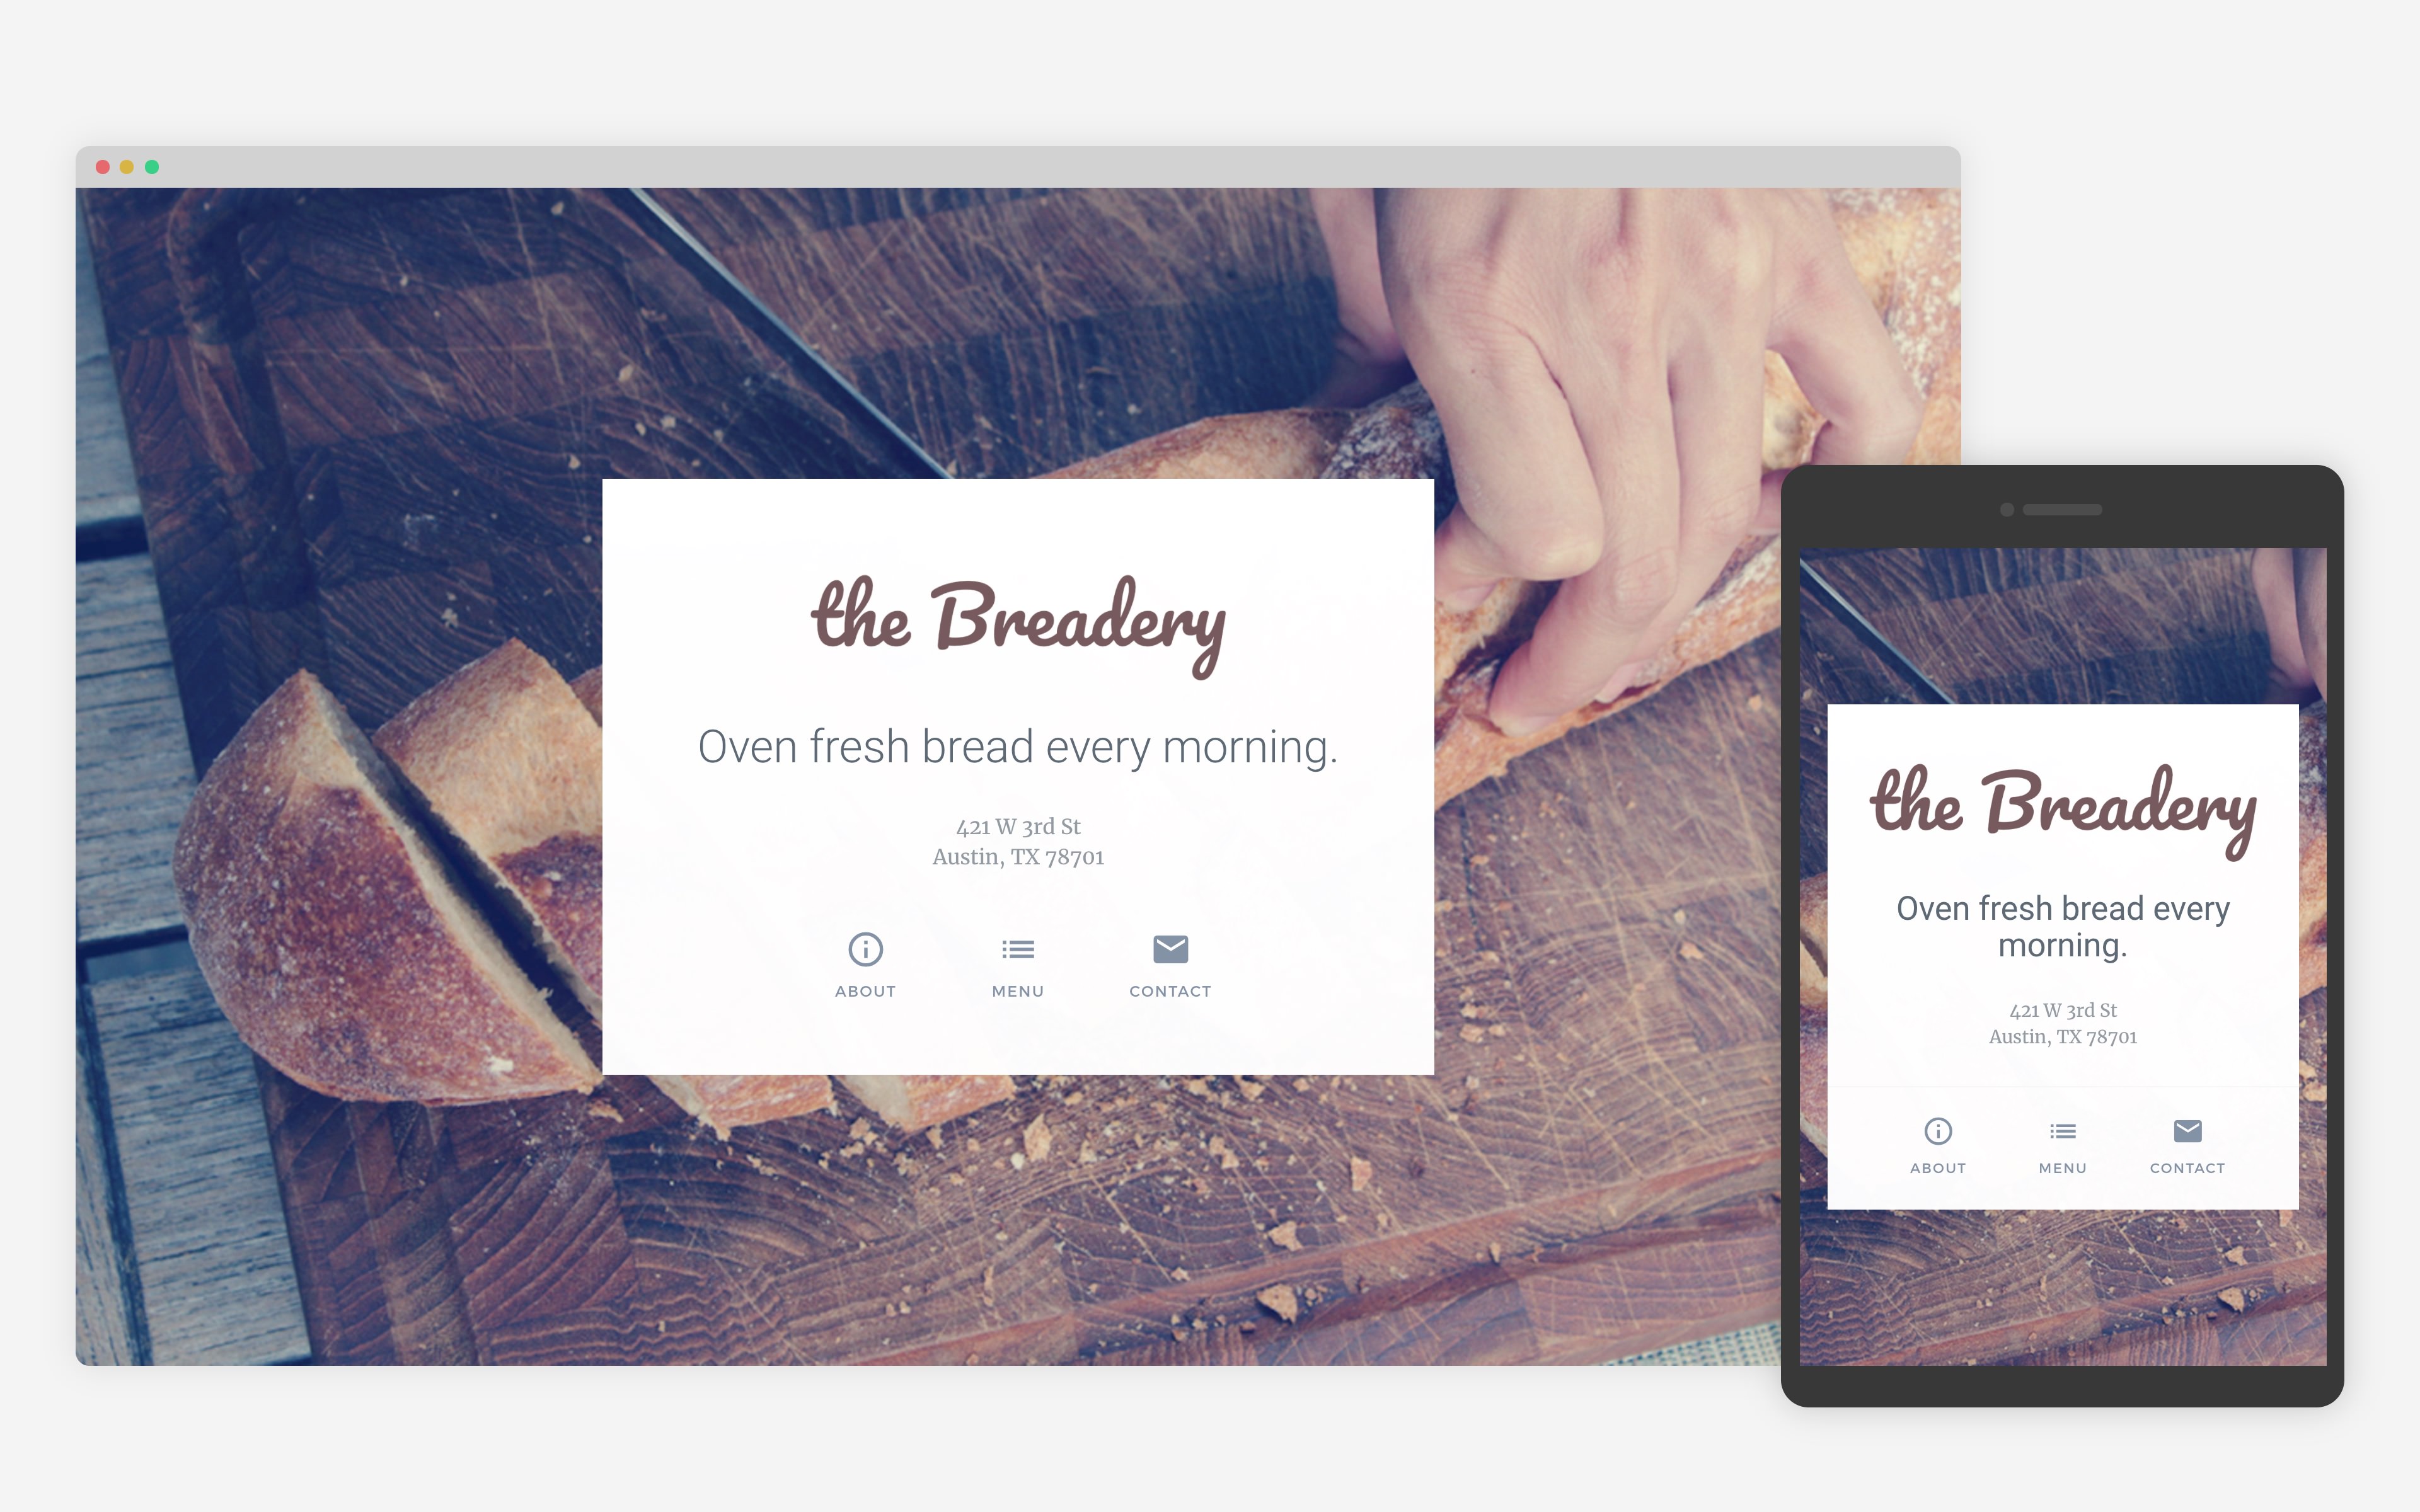 the Breadery
Oven fresh bread every morning.
421 W 3rd St
Austin, TX 78701
ABOUT
MENU
CONTACT
the Breadery
Oven fresh bread every
morning.
421 W 3rd St
Austin, TX 78701
ABOUT
MENU
CONTACT